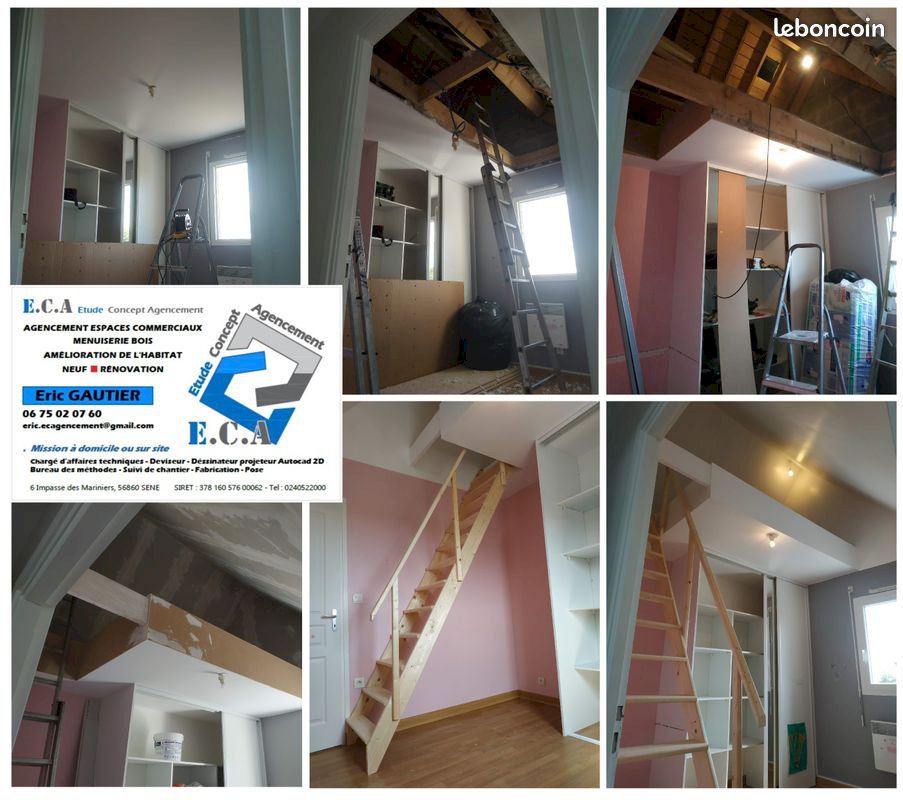 leboncoin
E.C.A Etude Concept Agencement
AGENCEMENT ESPACES COMMERCIAUX
MENUISERIE BOIS
AMÉLIORATION DE L'HABITAT
NEUF RÉNOVATION
Eric GAUTIER
06 75 02 07 60
eric.ecagencement@gmail.com
Etude Concept Agencement
E.C.A
. Mission à domicile ou sur site
Chargé d'affaires techniques - Deviseur - Déssinateur projeteur Autocad 2D
Bureau des méthodes - Suivi de chantier - Fabrication - Pose
6 Impasse des Mariniers, 56860 SENE SIRET : 378 160 576 00062 - Tel : 0240522000